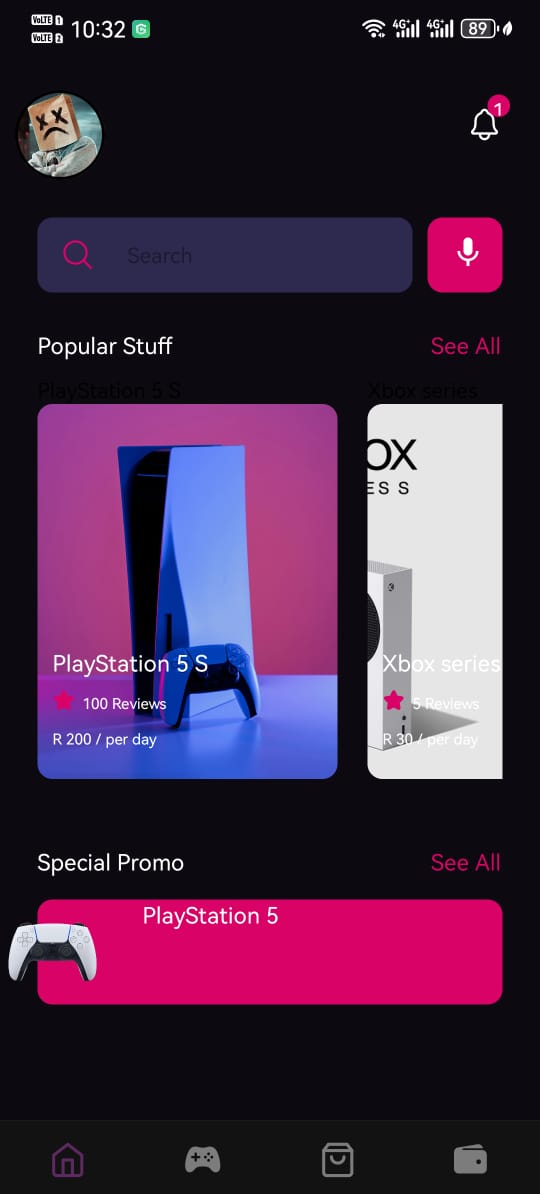 VoLTE 1
VoLTE 2
10:32
4G 4G 89
1
Search
Popular Stuff See All
PlayStation 5 S Xbox series
OX
ES S
PlayStation 5 S Xbox series
100 Reviews 5 Reviews
R 200 / per day R 30 / per day
Special Promo See All
PlayStation 5